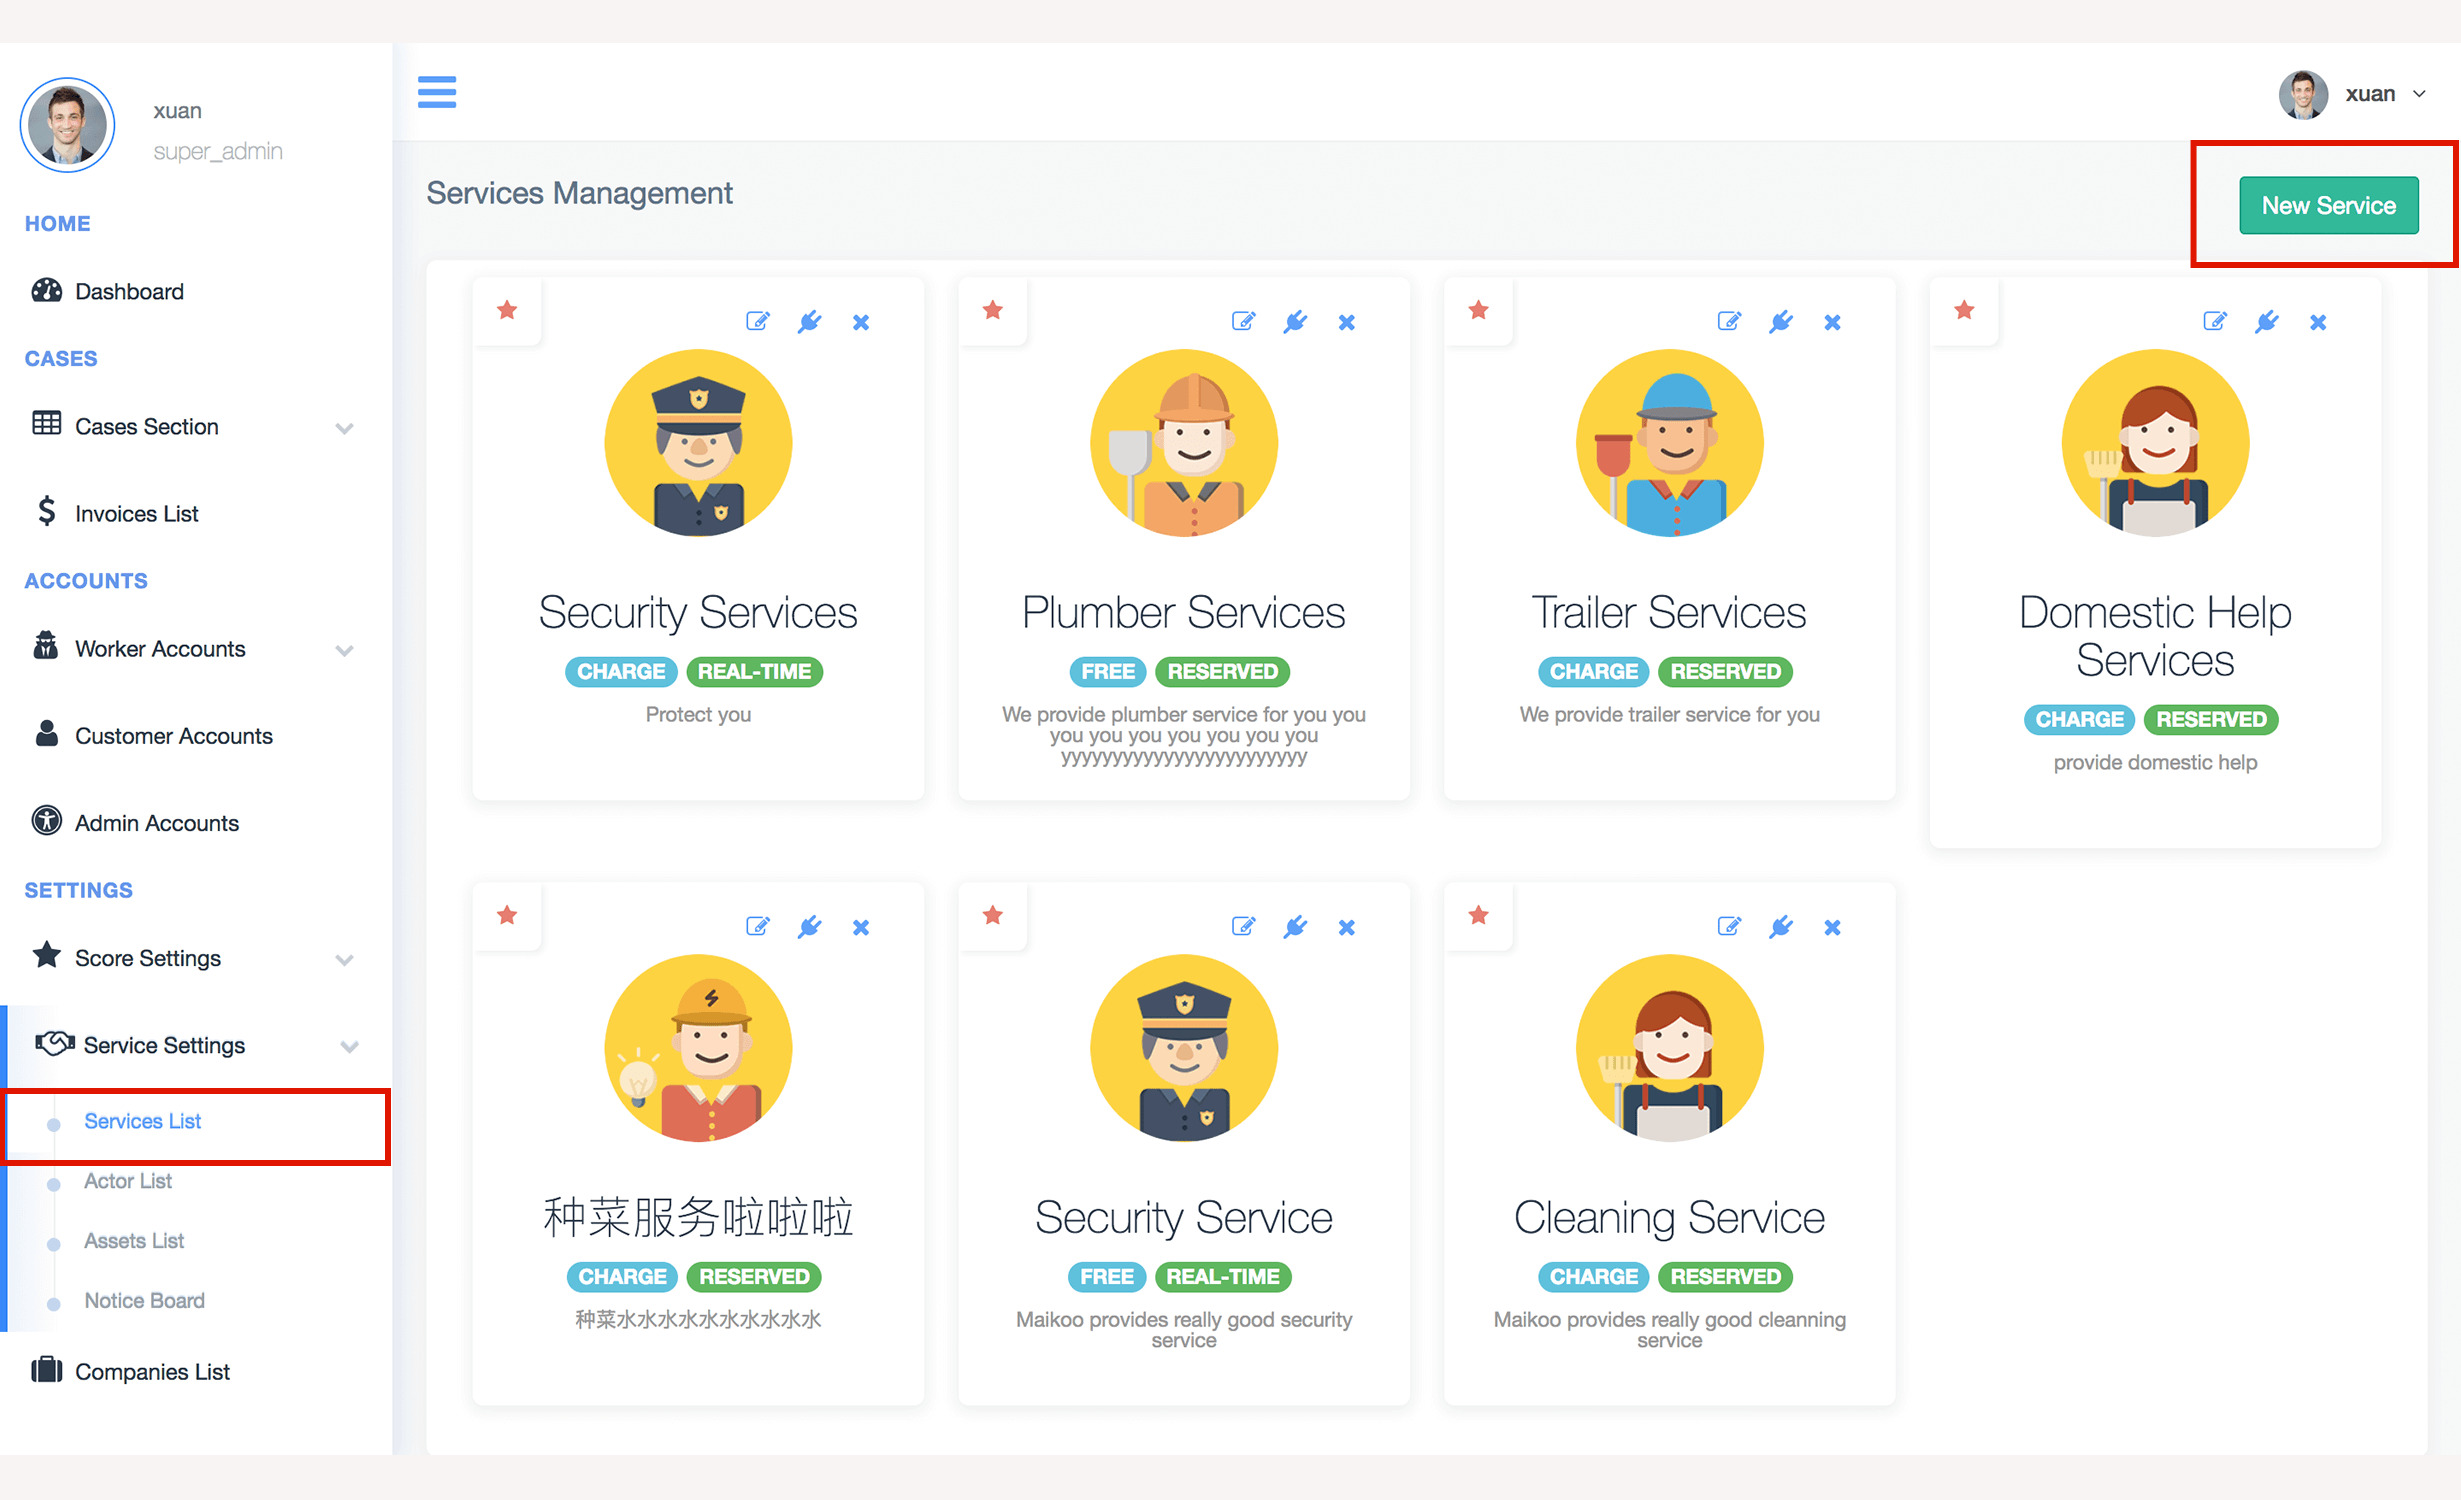 xuan
super_admin
HOME
Dashboard
CASES
Cases Section
Invoices List
ACCOUNTS
Worker Accounts
Customer Accounts
Admin Accounts
SETTINGS
Score Settings
Service Settings
Services List
Actor List
Assets List
Notice Board
Companies List
xuan
Services Management
New Service
Security Services
CHARGE REAL-TIME
Protect you
Plumber Services
FREE RESERVED
We provide plumber service for you you
you you you you you you you
yyyyyyyyyyyyyyyyyyyyyyyy
Trailer Services
CHARGE RESERVED
We provide trailer service for you
Domestic Help
Services
CHARGE RESERVED
provide domestic help
种菜服务啦啦啦
CHARGE RESERVED
种菜水水水水水水水水水水
Security Service
FREE REAL-TIME
Maikoo provides really good security
service
Cleaning Service
CHARGE RESERVED
Maikoo provides really good cleanning
service